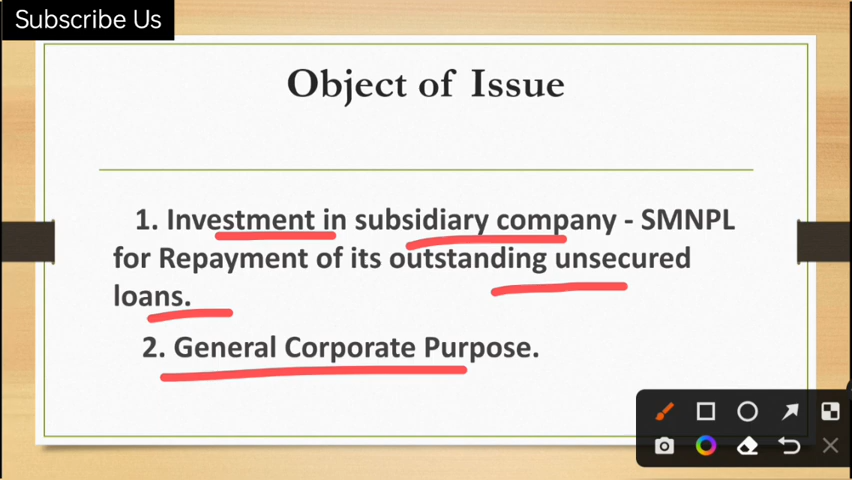 Subscribe Us
Object of Issue
1. Investment in subsidiary company - SMNPL
for Repayment of its outstanding unsecured
loans.
2. General Corporate Purpose.